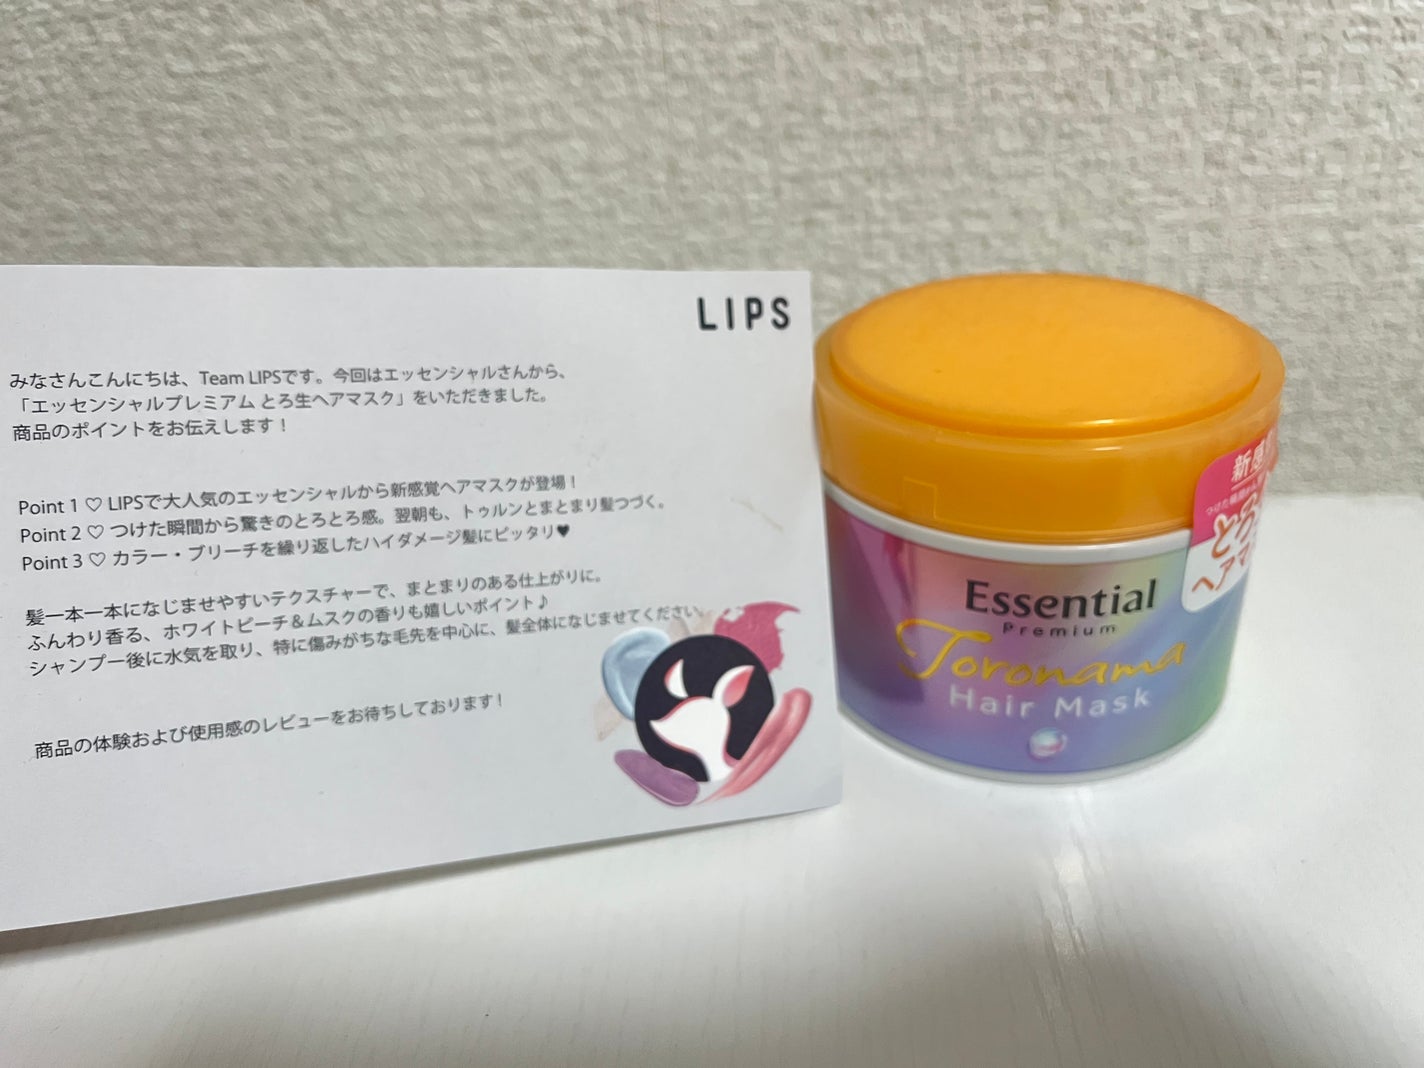 LIPS
みなさんこんにちは、Team LIPSです。今回はエッセンシャルさんから、
「エッセンシャルプレミアム とろ生ヘアマスク」をいただきました。
商品のポイントをお伝えします！
Point 1 ♡ LIPSで大人気のエッセンシャルから新感覚ヘアマスクが登場！
Point 2 ♡ つけた瞬間から驚きのとろとろ感。翌朝も、トゥルンとまとまり髪つづく。
Point 3 ♡ カラー・ブリーチを繰り返したハイダメージ髪にピッタリ♥
髪一本一本になじませやすいテクスチャーで、まとまりのある仕上がりに。
ふんわり香る、ホワイトピーチ＆ムスクの香りも嬉しいポイント♪
シャンプー後に水気を取り、特に傷みがちな毛先を中心に、髪全体になじませてください。
商品の体験および使用感のレビューをお待ちしております！
新感
つけた瞬間
とろ
ヘアマ
Essential
Premium
Toronama
Hair Mask